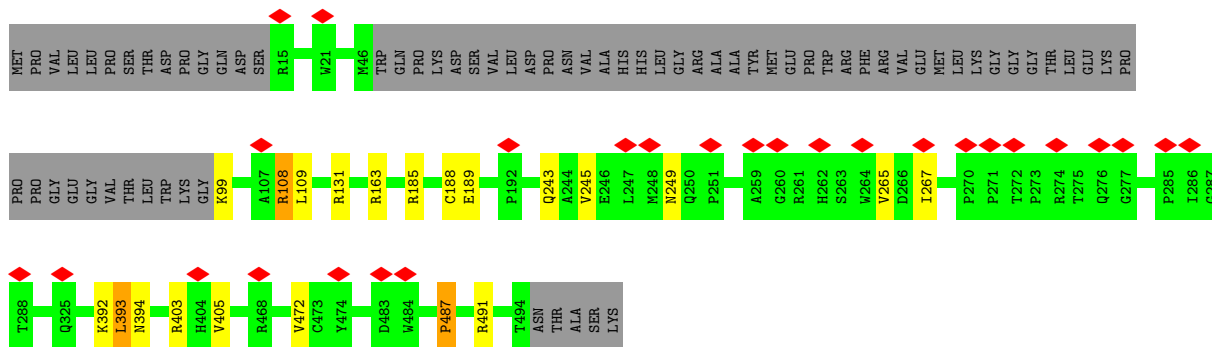 MET PRO VAL LEU LEU PRO SER THR ASP PRO GLY GLN ASP SER R15 W21 M46 TRP GLN PRO LYS ASP SER VAL LEU ASP PRO ASN VAL ALA HIS HIS LEU GLY ARG ALA ALA TYR MET GLU PRO TRP ARG PHE ARG VAL GLU MET LEU LYS GLY GLY GLY THR LEU GLU LYS PRO
PRO PRO GLY GLU GLY VAL THR LEU TRP LYS GLY K99 A107 R108 L109 R131 R163 R185 C188 E189 P192 Q243 A244 V245 E246 L247 M248 N249 Q250 P251 A259 G260 R261 H262 S263 W264 V265 D266 I267 P270 P271 T272 P273 R274 T275 Q276 G277 P285 I286 G287
T288 Q325 K392 L393 N394 R403 H404 V405 R468 V472 C473 Y474 D483 W484 P487 R491 T494 ASN THR ALA SER LYS